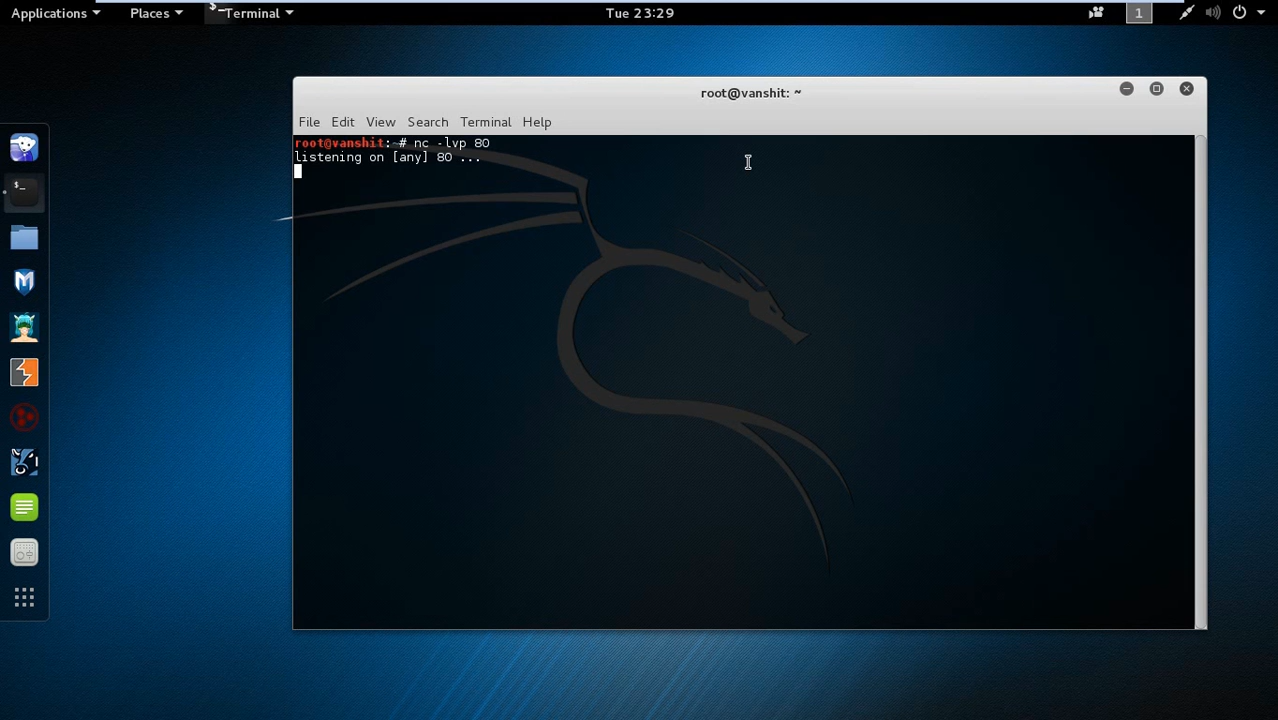 Applications Places Terminal Tue 23:29 1
root@vanshit: ~
File Edit View Search Terminal Help
root@vanshit:~# nc -lvp 80
listening on [any] 80 ...